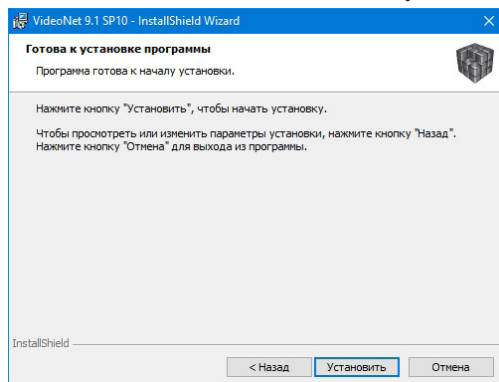 VideoNet 9.1 SP10 - InstallShield Wizard
Готова к установке программы
Программа готова к началу установки.
Нажмите кнопку "Установить", чтобы начать установку.
Чтобы просмотреть или изменить параметры установки, нажмите кнопку "Назад".
Нажмите кнопку "Отмена" для выхода из программы.
InstallShield
< Назад
Установить
Отмена